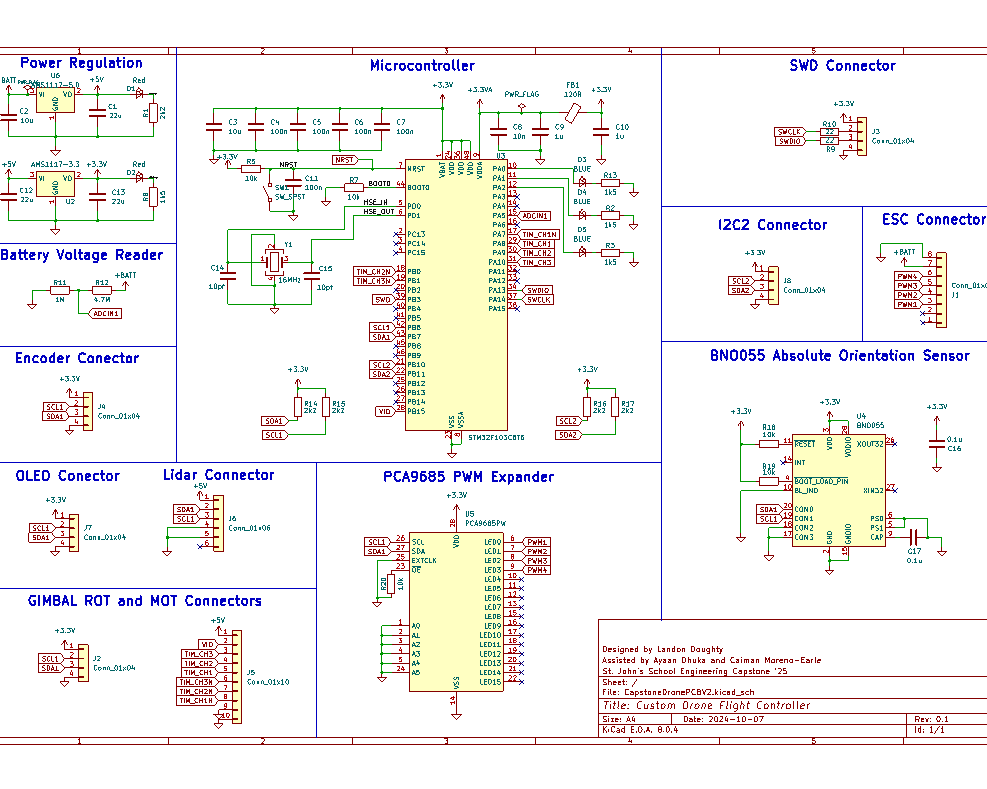 1 2 3 4 5
Power Regulation
BATT
U6
AMS1117-5.0
+5V
Red
D1
VI VO
GND
C2
10u
C1
22u
R1
2k2
+5V
AMS1117-3.3
+3.3V
Red
D2
VI VO
GND
U2
C12
22u
C13
22u
R8
1k5
Battery Voltage Reader
+BATT
R11
1M
R12
4.7M
ADCIN1
Encoder Conector
+3.3V
SCL1
SDA1
J4
Conn_01x04
OLED Conector
+3.3V
SCL1
SDA1
J7
Conn_01x04
Lidar Connector
+5V
SDA1
SCL1
J6
Conn_01x06
GIMBAL ROT and MOT Connectors
+3.3V
SCL1
SDA1
J2
Conn_01x04
+5V
VIO
TIM_CH3
TIM_CH2
TIM_CH1
TIM_CH3N
TIM_CH2N
TIM_CH1N
J5
Conn_01x10
Microcontroller
+3.3V
+3.3VA
PWR_FLAG
FB1
120R
+3.3V
C3
10u
C4
100n
C5
100n
C6
100n
C7
100n
C8
10n
C9
1u
C10
1u
+3.3V
R5
10k
NRST
NRST
C11
100n
SW1
SW_SPST
R7
10k
BOOT0
HSE_IN
HSE_OUT
Y1
16MHz
C14
10pf
C15
10pf
U3
VBAT VDD VDD VDD VDDA
NRST
BOOT0
PD0
PD1
PC13
PC14
PC15
PB0
PB1
PB2
PB3
PB4
PB5
PB6
PB7
PB8
PB9
PB10
PB11
PB12
PB13
PB14
PB15
PA0
PA1
PA2
PA3
PA4
PA5
PA6
PA7
PA8
PA9
PA10
PA11
PA12
PA13
PA14
PA15
VSS VSSA
STM32F103C8T6
TIM_CH2N
TIM_CH3N
SWO
SCL1
SDA1
SCL2
SDA2
VIO
ADCIN1
TIM_CH1N
TIM_CH1
TIM_CH2
TIM_CH3
SWDIO
SWCLK
D3
BLUE
R13
1k5
D4
BLUE
R2
1k5
D5
BLUE
R3
1k5
+3.3V
R14
2k2
R15
2k2
SDA1
SCL1
+3.3V
R16
2k2
R17
2k2
SCL2
SDA2
PCA9685 PWM Expander
+3.3V
U5
PCA9685PW
VDD
SCL1
SDA1
R20
10k
SCL
SDA
EXTCLK
OE
A0
A1
A2
A3
A4
A5
LED0
LED1
LED2
LED3
LED4
LED5
LED6
LED7
LED8
LED9
LED10
LED11
LED12
LED13
LED14
LED15
VSS
PWM1
PWM2
PWM3
PWM4
SWD Connector
+3.3V
SWCLK
SWDIO
R10
22
22
R9
J3
Conn_01x04
I2C2 Connector
+3.3V
SCL2
SDA2
J8
Conn_01x04
ESC Connector
+BATT
PWM4
PWM3
PWM2
PWM1
J1
BNO055 Absolute Orientation Sensor
+3.3V
R18
10k
R19
10k
+3.3V
U4
BNO055
VDD VDDIO
RESET
INT
BOOT_LOAD_PIN
BL_IND
COM0
COM1
COM2
COM3
XOUT32
XIN32
PS0
PS1
CAP
GND GNDIO
SDA1
SCL1
+3.3V
0.1u
C16
C17
0.1u
Designed by Landon Doughty
Assisted by Ayaan Dhuka and Caiman Moreno-Earle
St. John's School Engineering Capstone '25
Sheet: /
File: CapstoneDronePCBV2.kicad_sch
Title: Custom Drone Flight Controller
Size: A4 Date: 2024-10-07 Rev: 0.1
KiCad E.D.A. 8.0.4 Id: 1/1
1 2 3 4 5